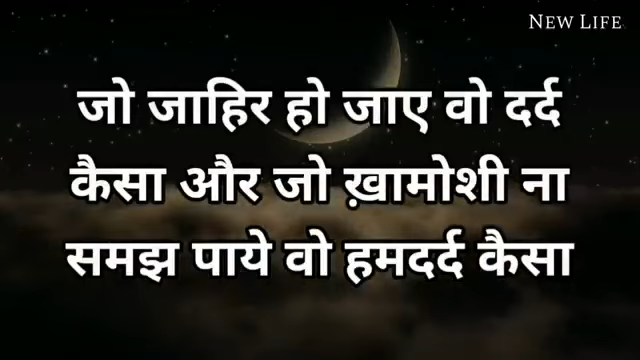 NEW LIFE
जो जाहिर हो जाए वो दर्द
कैसा और जो ख़ामोशी ना
समझ पाये वो हमदर्द कैसा